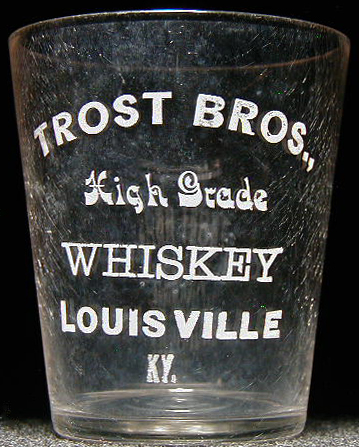 TROST BROS.,
High Grade
WHISKEY
LOUISVILLE
KY.